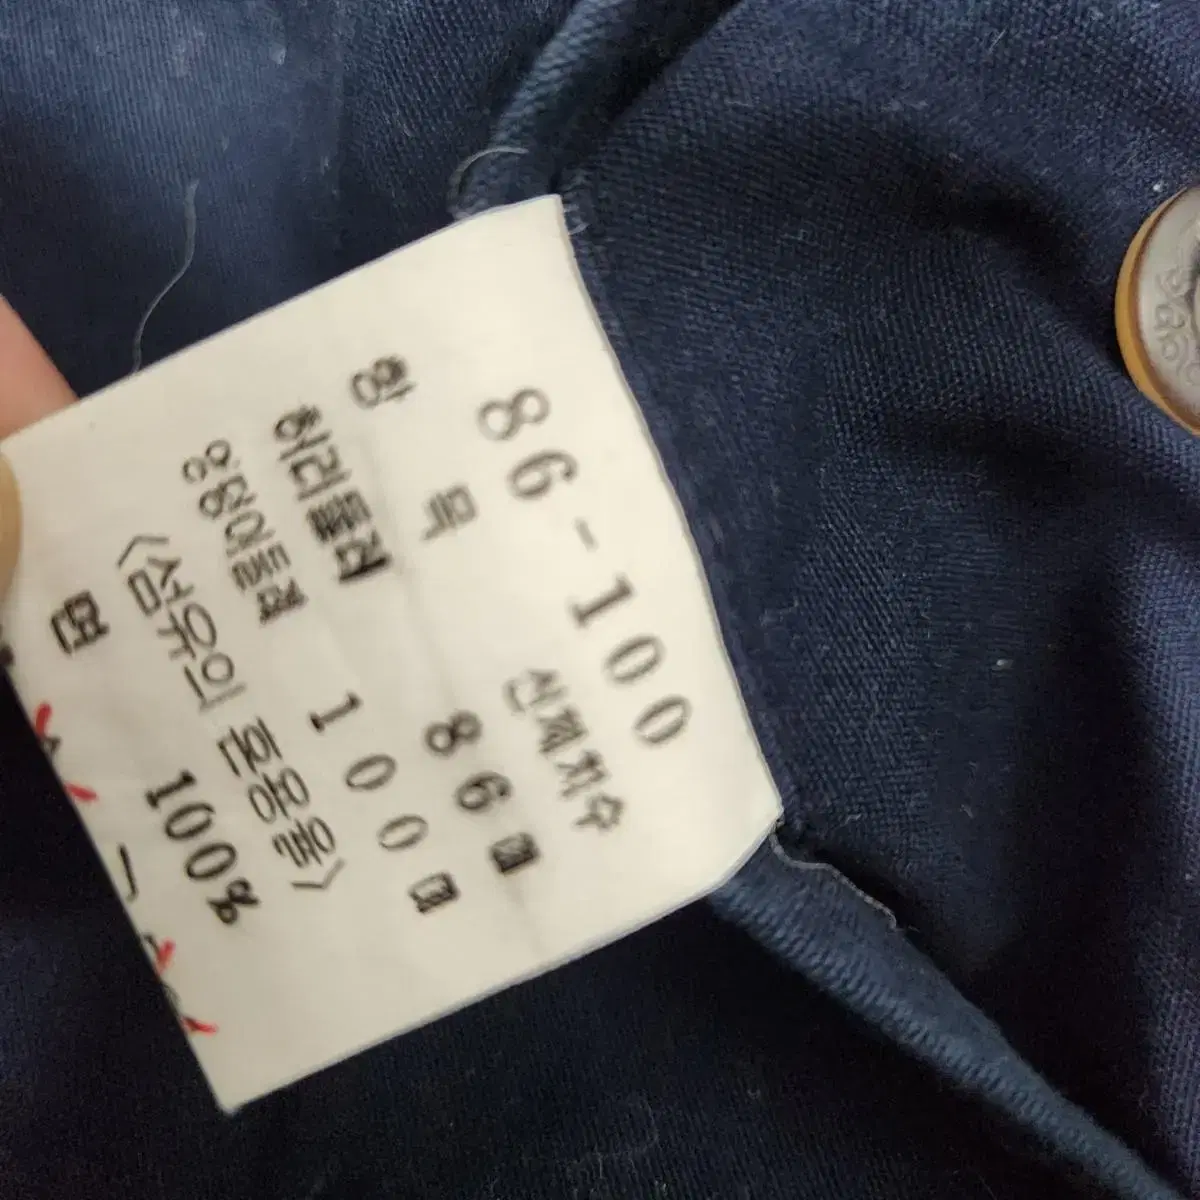 86-100
항 목 신체치수
허리둘레 86㎝
엉덩이둘레 100㎝
<섬유의 혼용율>
면 100%